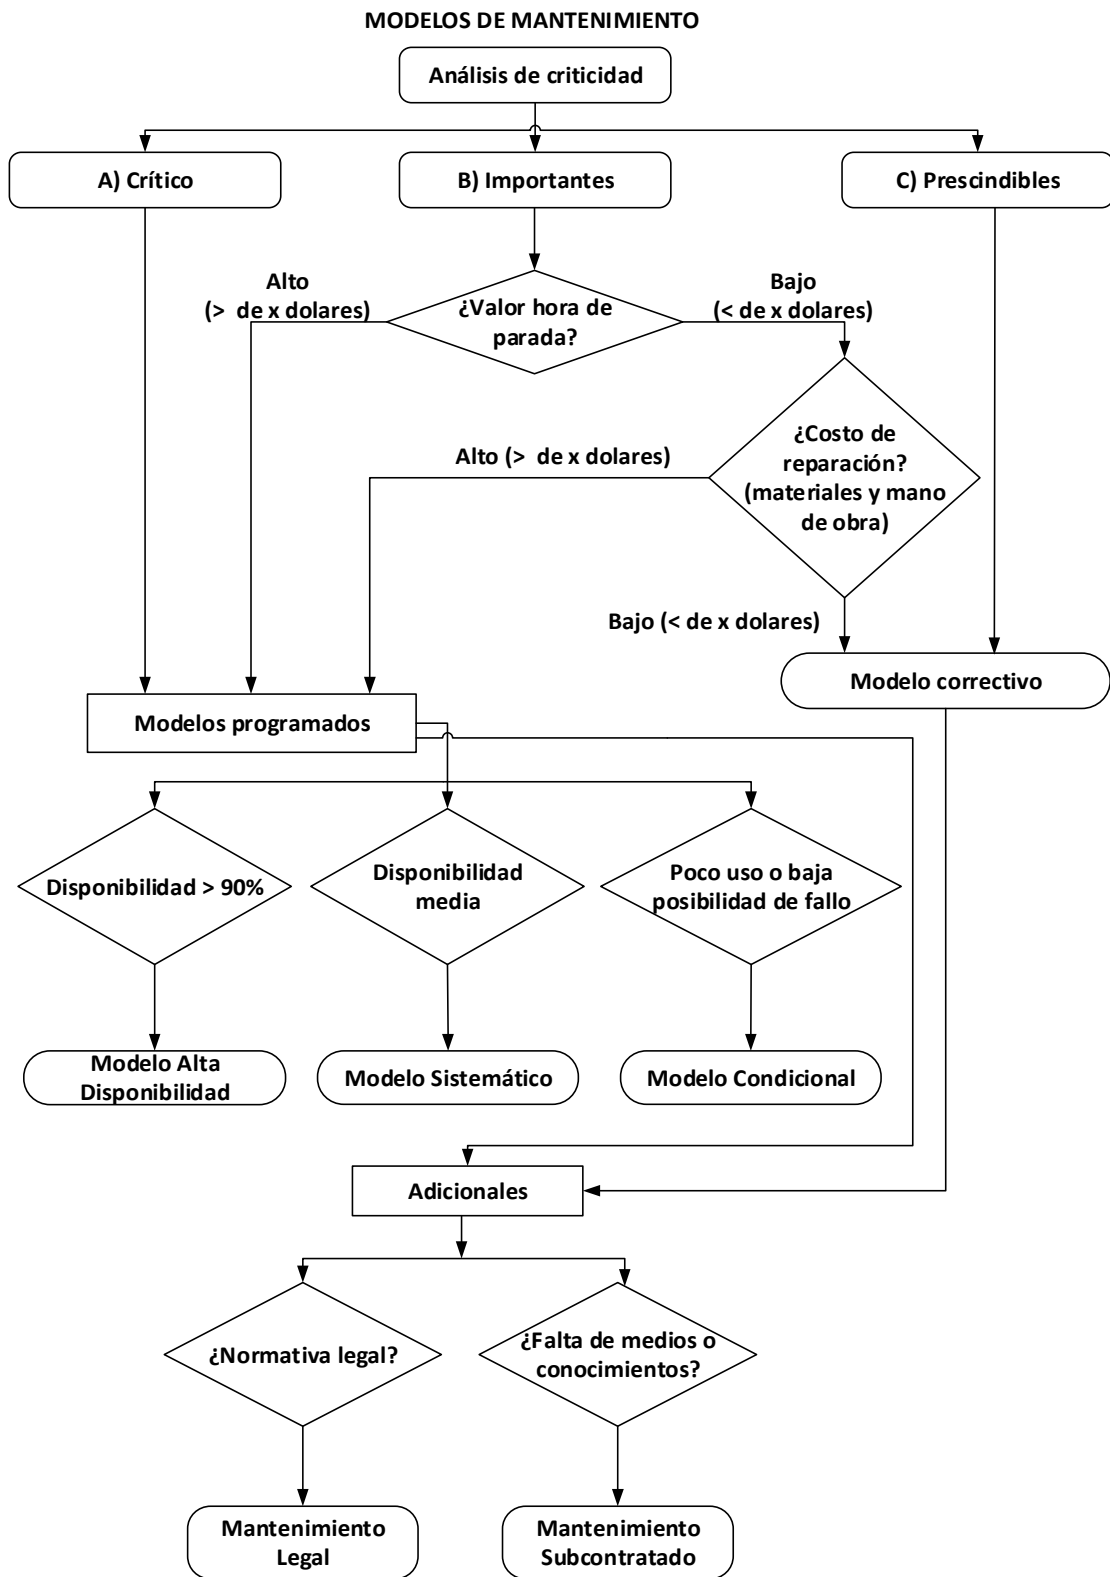 MODELOS DE MANTENIMIENTO
Análisis de criticidad
A) Crítico
B) Importantes
C) Prescindibles
Alto
(>  de x dolares)
¿Valor hora de
parada?
Bajo
(< de x dolares)
¿Costo de
reparación?
(materiales y mano
de obra)
Alto (>  de x dolares)
Bajo (< de x dolares)
Modelo correctivo
Modelos programados
Disponibilidad > 90%
Disponibilidad
media
Poco uso o baja
posibilidad de fallo
Modelo Alta
Disponibilidad
Modelo Sistemático
Modelo Condicional
Adicionales
¿Normativa legal?
¿Falta de medios o
conocimientos?
Mantenimiento
Legal
Mantenimiento
Subcontratado